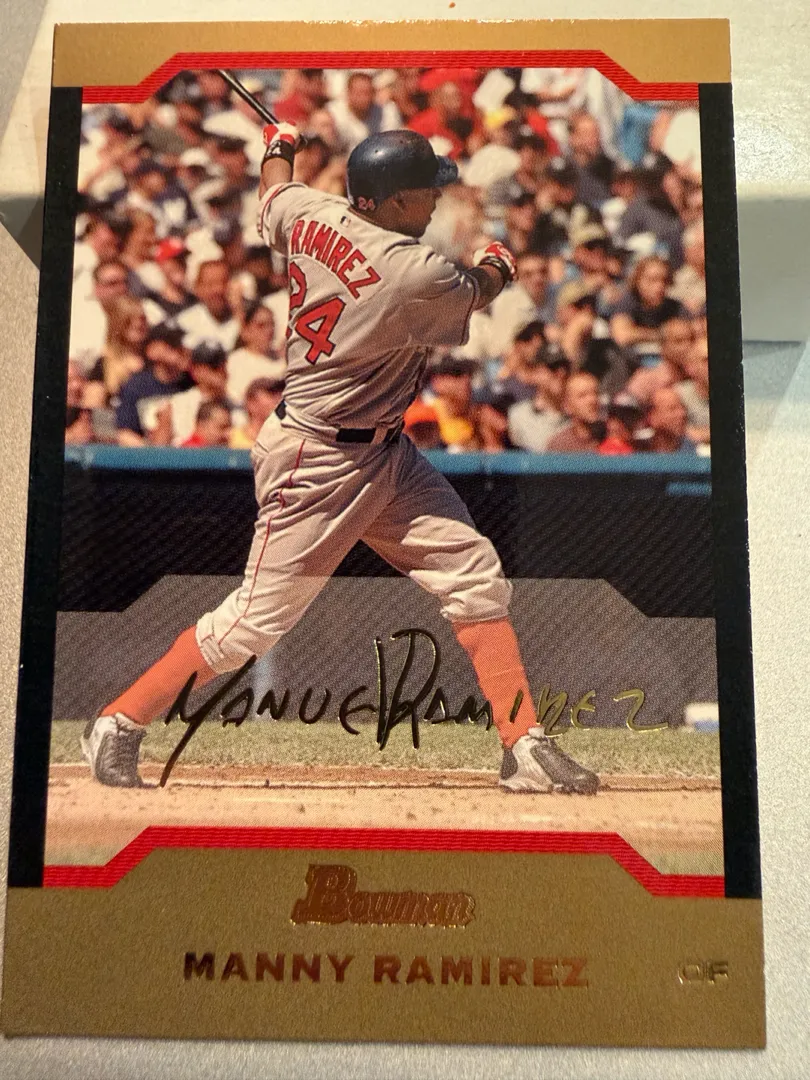 24
RAMIREZ
24
Manuel Ramirez
Bowman
MANNY RAMIREZ
OF